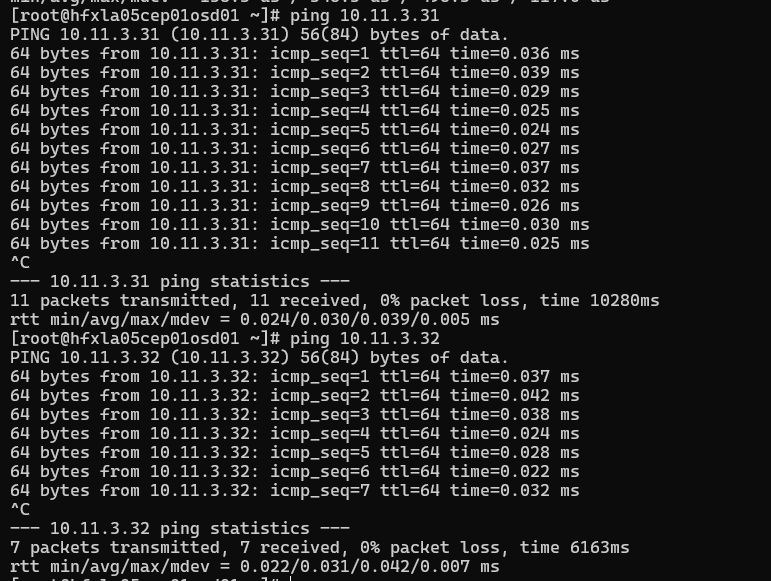 [root@hfxla05cep01osd01 ~]# ping 10.11.3.31
PING 10.11.3.31 (10.11.3.31) 56(84) bytes of data.
64 bytes from 10.11.3.31: icmp_seq=1 ttl=64 time=0.036 ms
64 bytes from 10.11.3.31: icmp_seq=2 ttl=64 time=0.039 ms
64 bytes from 10.11.3.31: icmp_seq=3 ttl=64 time=0.029 ms
64 bytes from 10.11.3.31: icmp_seq=4 ttl=64 time=0.025 ms
64 bytes from 10.11.3.31: icmp_seq=5 ttl=64 time=0.024 ms
64 bytes from 10.11.3.31: icmp_seq=6 ttl=64 time=0.027 ms
64 bytes from 10.11.3.31: icmp_seq=7 ttl=64 time=0.037 ms
64 bytes from 10.11.3.31: icmp_seq=8 ttl=64 time=0.032 ms
64 bytes from 10.11.3.31: icmp_seq=9 ttl=64 time=0.026 ms
64 bytes from 10.11.3.31: icmp_seq=10 ttl=64 time=0.030 ms
64 bytes from 10.11.3.31: icmp_seq=11 ttl=64 time=0.025 ms
^C
--- 10.11.3.31 ping statistics ---
11 packets transmitted, 11 received, 0% packet loss, time 10280ms
rtt min/avg/max/mdev = 0.024/0.030/0.039/0.005 ms
[root@hfxla05cep01osd01 ~]# ping 10.11.3.32
PING 10.11.3.32 (10.11.3.32) 56(84) bytes of data.
64 bytes from 10.11.3.32: icmp_seq=1 ttl=64 time=0.037 ms
64 bytes from 10.11.3.32: icmp_seq=2 ttl=64 time=0.042 ms
64 bytes from 10.11.3.32: icmp_seq=3 ttl=64 time=0.038 ms
64 bytes from 10.11.3.32: icmp_seq=4 ttl=64 time=0.024 ms
64 bytes from 10.11.3.32: icmp_seq=5 ttl=64 time=0.028 ms
64 bytes from 10.11.3.32: icmp_seq=6 ttl=64 time=0.022 ms
64 bytes from 10.11.3.32: icmp_seq=7 ttl=64 time=0.032 ms
^C
--- 10.11.3.32 ping statistics ---
7 packets transmitted, 7 received, 0% packet loss, time 6163ms
rtt min/avg/max/mdev = 0.022/0.031/0.042/0.007 ms